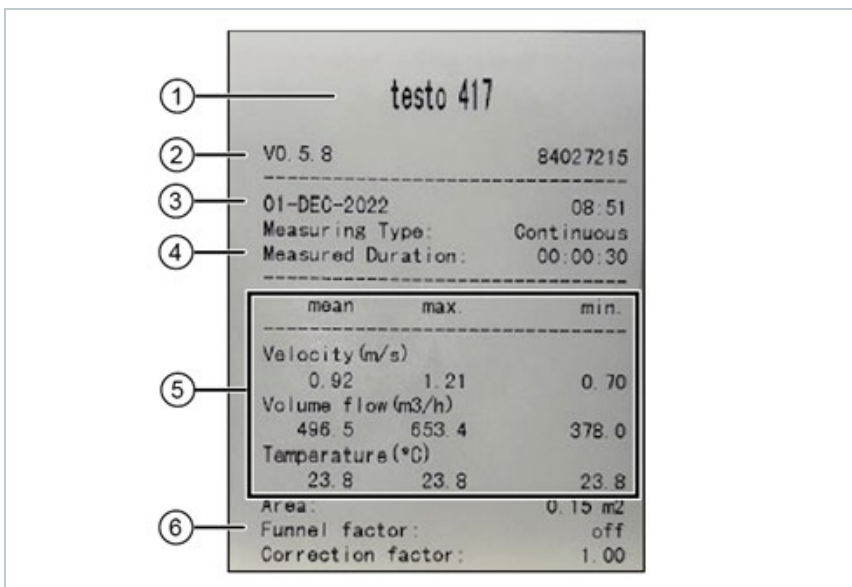 ① testo 417
② V0.5.8 84027215
③ 01-DEC-2022 08:51
Measuring Type: Continuous
④ Measured Duration: 00:00:30
mean max. min.
Velocity(m/s)
0.92 1.21 0.70
⑤
Volume flow(m3/h)
496.5 653.4 378.0
Temperature(°C)
23.8 23.8 23.8
Area: 0.15 m2
⑥ Funnel factor: off
Correction factor: 1.00